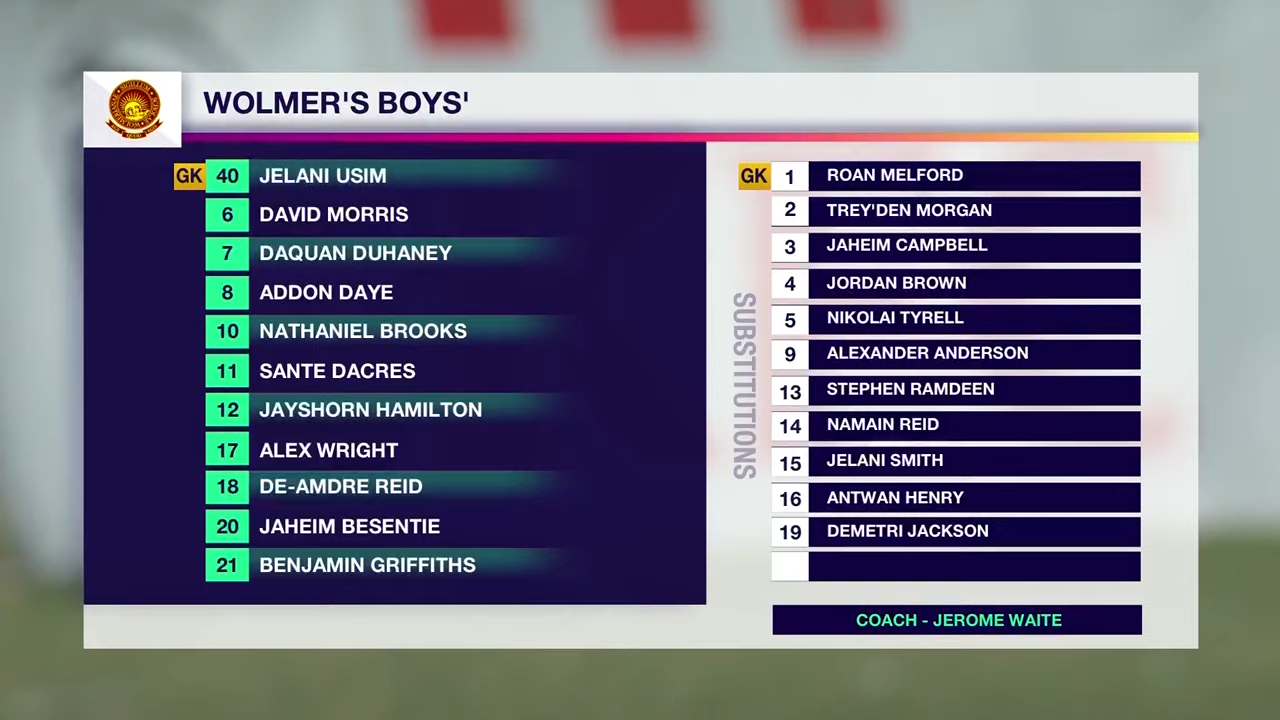 WOLMER'S BOYS'
GK 40 JELANI USIM
6 DAVID MORRIS
7 DAQUAN DUHANEY
8 ADDON DAYE
10 NATHANIEL BROOKS
11 SANTE DACRES
12 JAYSHORN HAMILTON
17 ALEX WRIGHT
18 DE-AMDRE REID
20 JAHEIM BESENTIE
21 BENJAMIN GRIFFITHS
SUBSTITUTIONS
GK 1 ROAN MELFORD
2 TREY'DEN MORGAN
3 JAHEIM CAMPBELL
4 JORDAN BROWN
5 NIKOLAI TYRELL
9 ALEXANDER ANDERSON
13 STEPHEN RAMDEEN
14 NAMAIN REID
15 JELANI SMITH
16 ANTWAN HENRY
19 DEMETRI JACKSON
COACH - JEROME WAITE